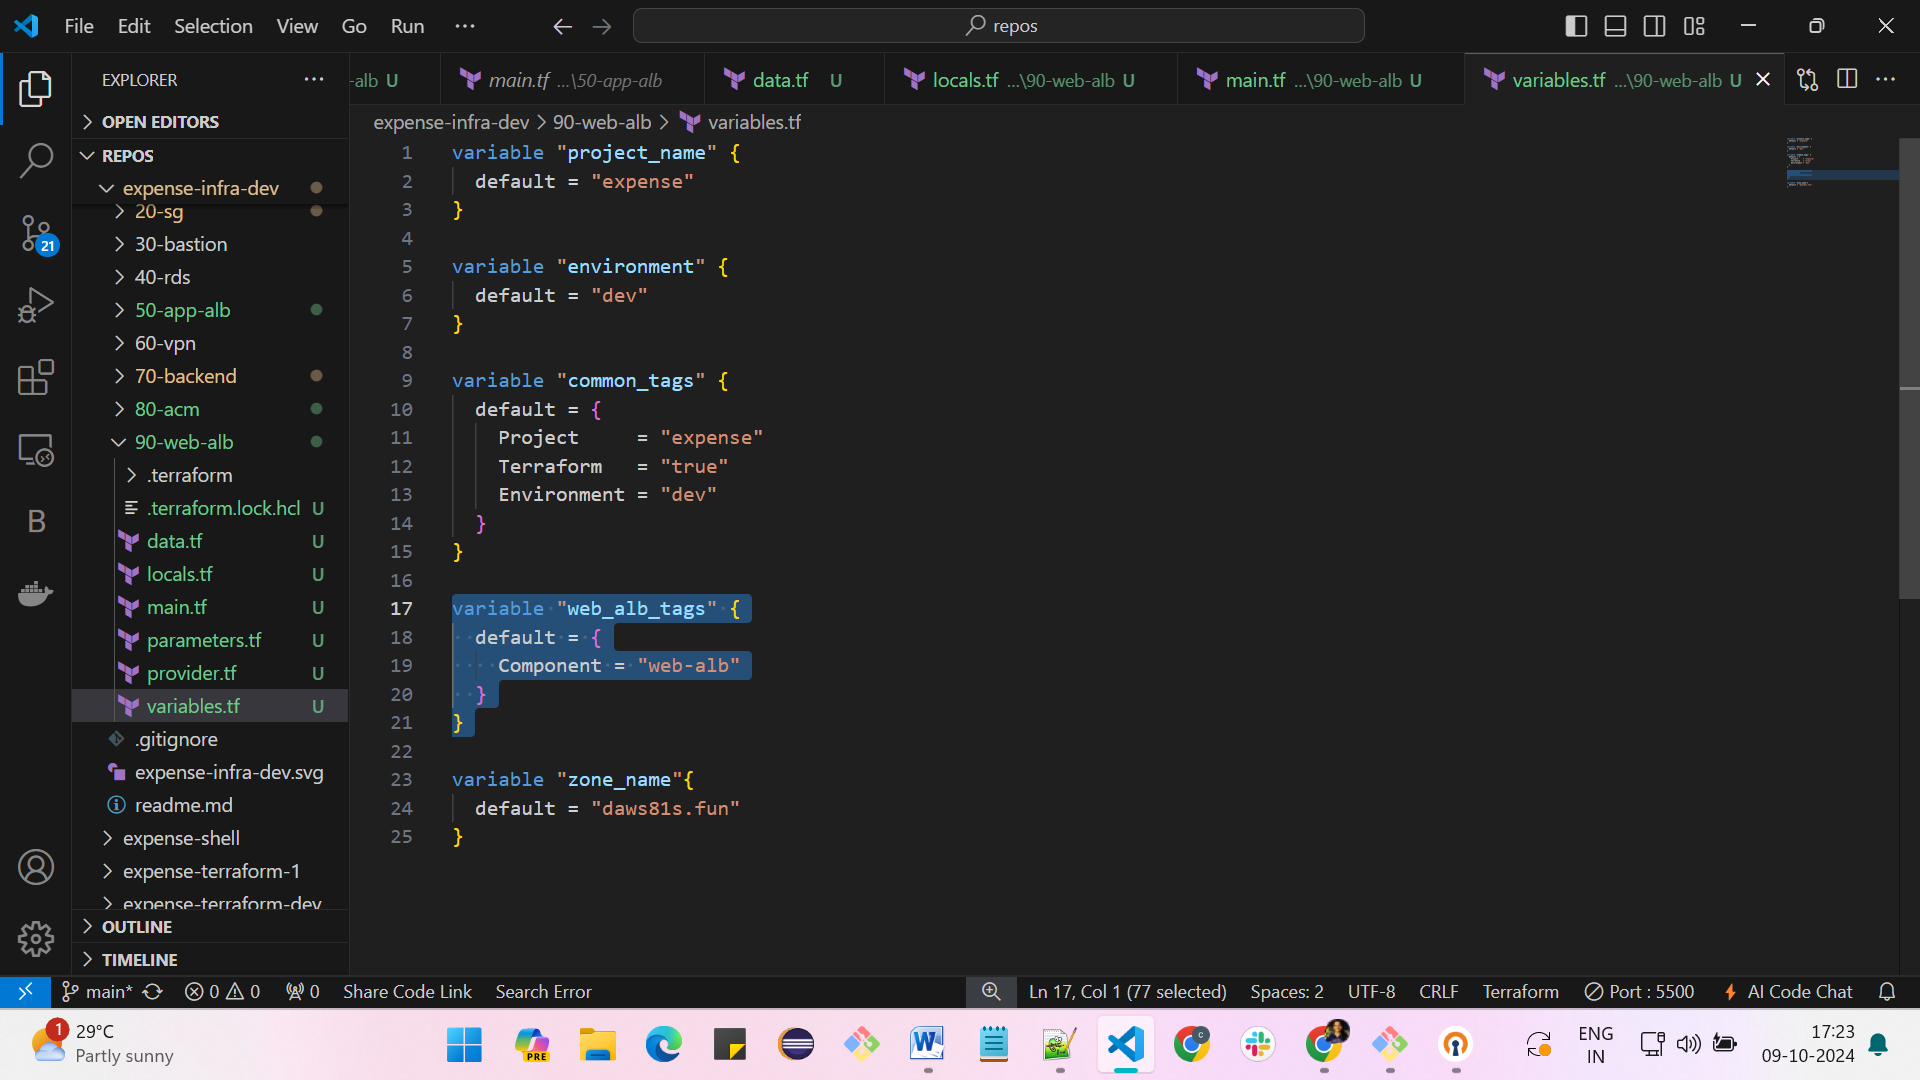 File Edit Selection View Go Run ··· repos
EXPLORER ···
-alb U main.tf ...\50-app-alb data.tf U locals.tf ...\90-web-alb U main.tf ...\90-web-alb U variables.tf ...\90-web-alb U
OPEN EDITORS
REPOS
expense-infra-dev
20-sg
30-bastion
40-rds
50-app-alb
60-vpn
70-backend
80-acm
90-web-alb
.terraform
.terraform.lock.hcl U
data.tf U
locals.tf U
main.tf U
parameters.tf U
provider.tf U
variables.tf U
.gitignore
expense-infra-dev.svg
readme.md
expense-shell
expense-terraform-1
expense-terraform-dev
OUTLINE
TIMELINE
21
B
expense-infra-dev > 90-web-alb > variables.tf
1 variable "project_name" {
2 default = "expense"
3 }
4
5 variable "environment" {
6 default = "dev"
7 }
8
9 variable "common_tags" {
10 default = {
11 Project = "expense"
12 Terraform = "true"
13 Environment = "dev"
14 }
15 }
16
17 variable "web_alb_tags" {
18 default = {
19 Component = "web-alb"
20 }
21 }
22
23 variable "zone_name"{
24 default = "daws81s.fun"
25 }
main* 0 0 0 Share Code Link Search Error Ln 17, Col 1 (77 selected) Spaces: 2 UTF-8 CRLF Terraform Port : 5500 AI Code Chat
1 29°C
Partly sunny
PRE
W
C
ENG
IN
17:23
09-10-2024